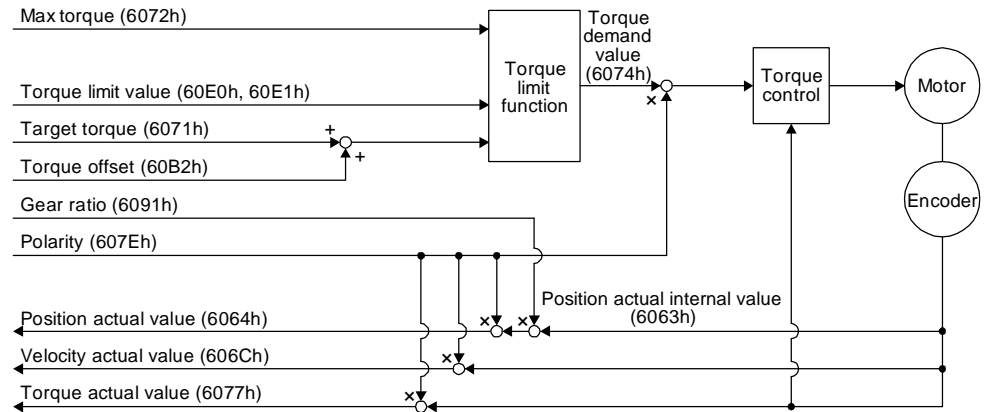 Max torque (6072h)
Torque limit value (60E0h, 60E1h)
Target torque (6071h)
Torque offset (60B2h)
Gear ratio (6091h)
Polarity (607Eh)
+
+
Torque
limit
function
Torque
demand
value
(6074h)
×
Torque
control
Motor
Encoder
Position actual internal value
(6063h)
Position actual value (6064h)
×
×
Velocity actual value (606Ch)
×
Torque actual value (6077h)
×